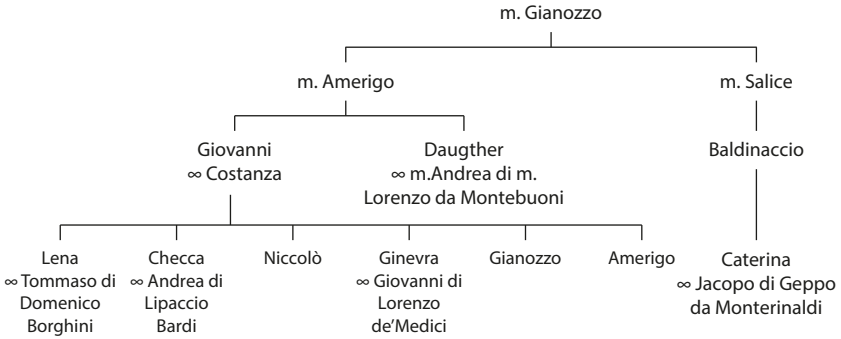 m. Gianozzo
m. Amerigo
m. Salice
Giovanni
∞ Costanza
Daugther
∞ m.Andrea di m.
Lorenzo da Montebuoni
Baldinaccio
Lena
∞ Tommaso di
Domenico
Borghini
Checca
∞ Andrea di
Lipaccio
Bardi
Niccolò
Ginevra
∞ Giovanni di
Lorenzo
de'Medici
Gianozzo
Amerigo
Caterina
∞ Jacopo di Geppo
da Monterinaldi